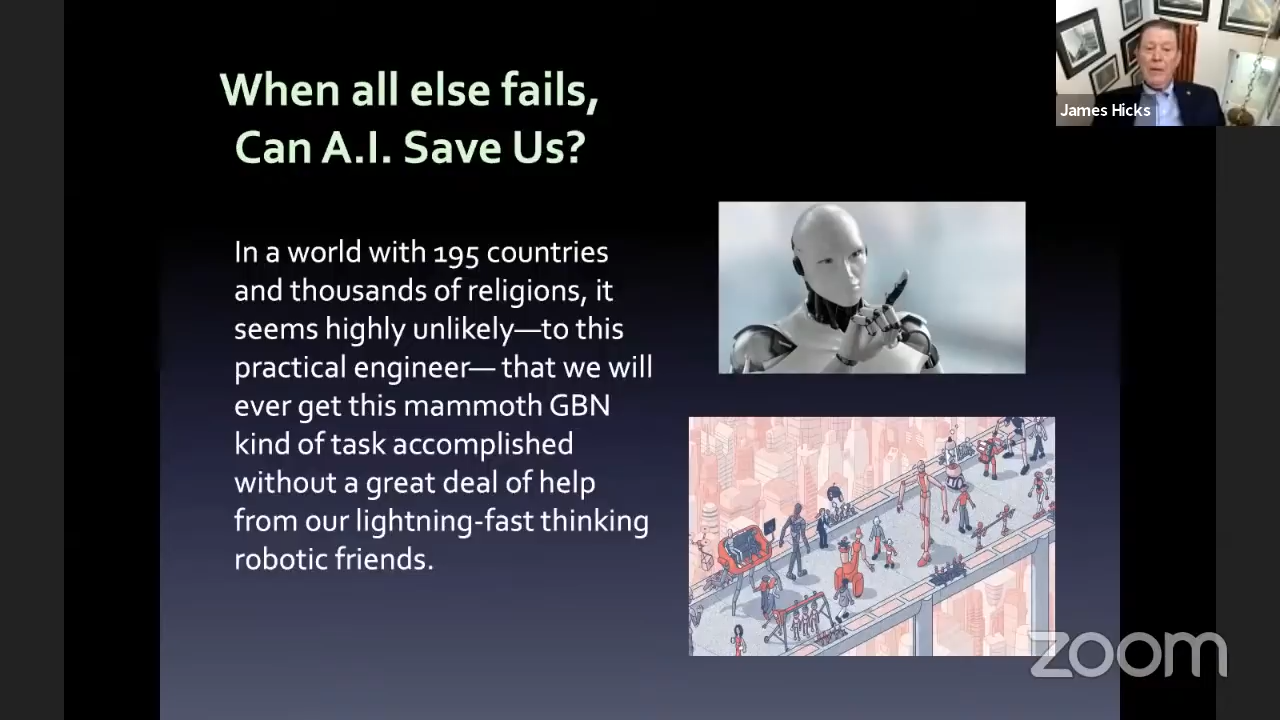 When all else fails,
Can A.I. Save Us?
In a world with 195 countries
and thousands of religions, it
seems highly unlikely—to this
practical engineer— that we will
ever get this mammoth GBN
kind of task accomplished
without a great deal of help
from our lightning-fast thinking
robotic friends.
James Hicks
zoom